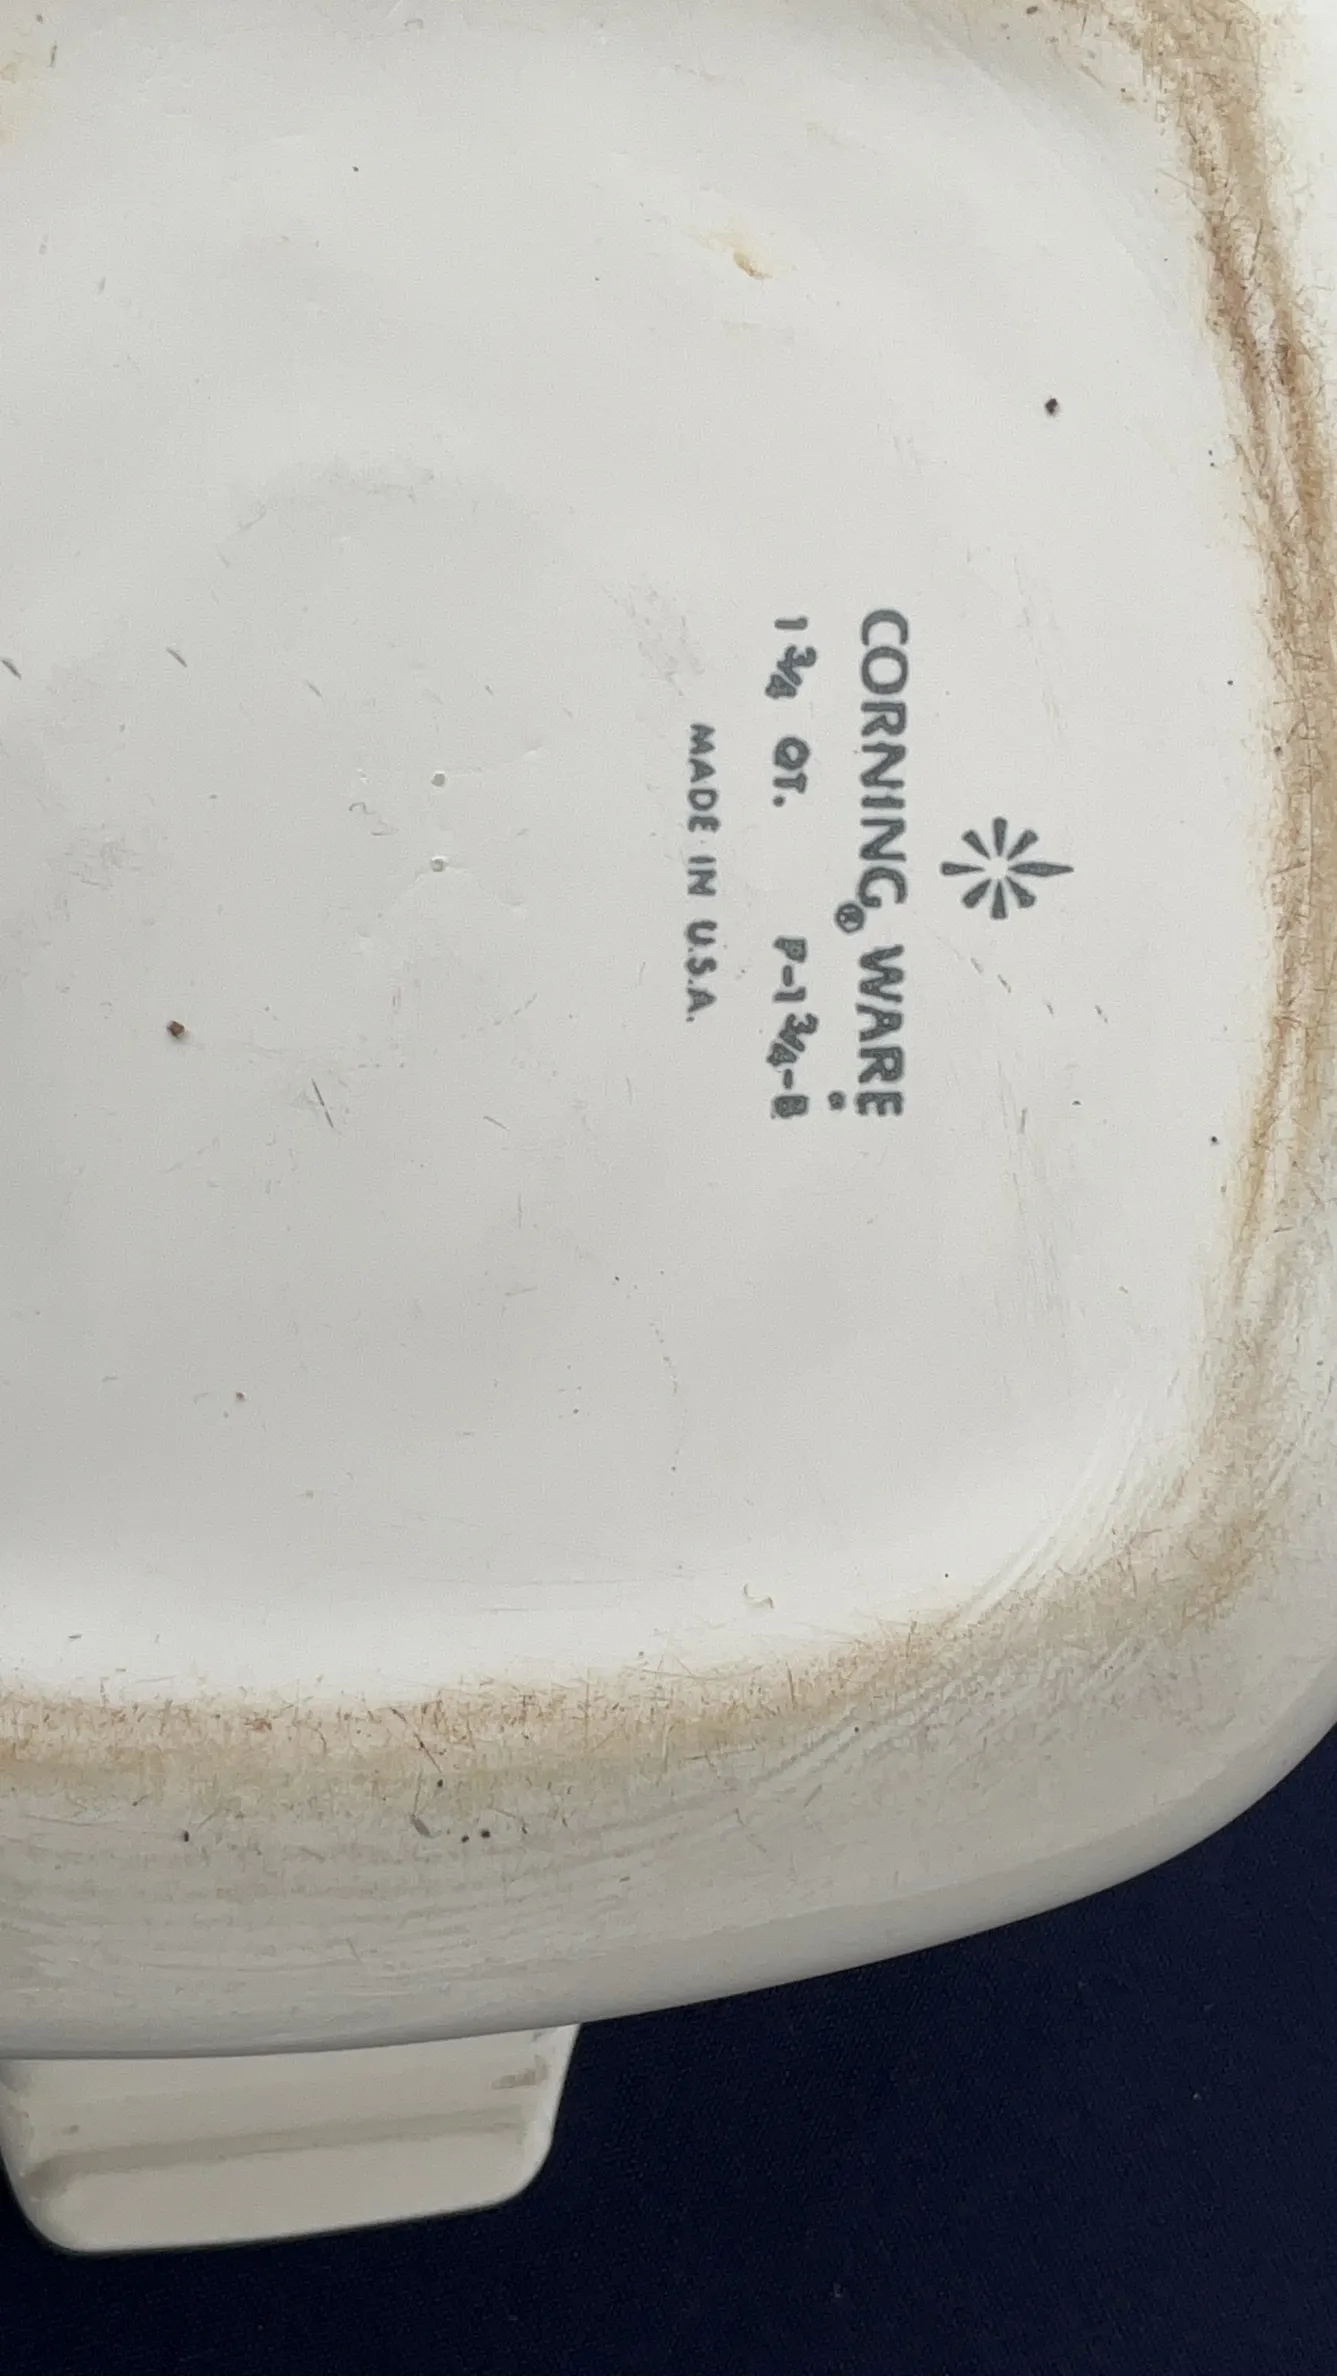 CORNING® WARE
1 3/4 QT. P-1 3/4-B
MADE IN U.S.A.